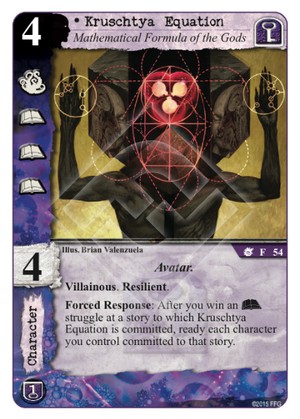 4
• Kruschtya Equation
Mathematical Formula of the Gods
Illus. Brian Valenzuela
F 54
4
Avatar.
Villainous. Resilient.
Forced Response: After you win an
struggle at a story to which Kruschtya
Equation is committed, ready each character
you control committed to that story.
Character
1
©2015 FFG